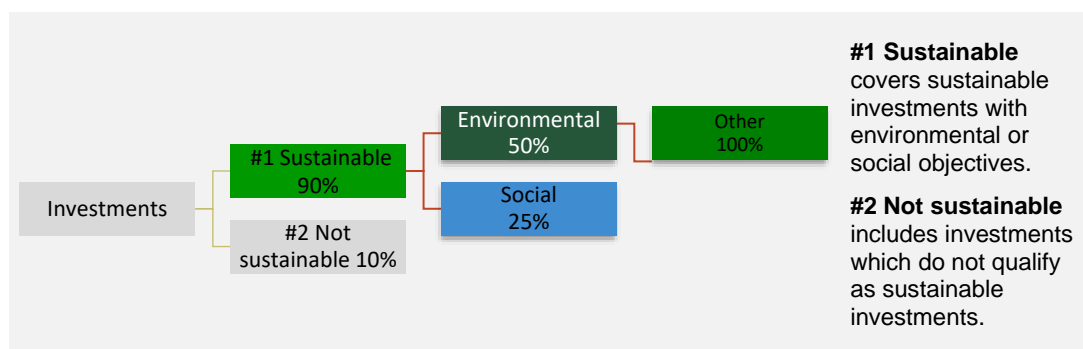 Investments
#1 Sustainable
90%
#2 Not
sustainable 10%
Environmental
50%
Social
25%
Other
100%
#1 Sustainable
covers sustainable
investments with
environmental or
social objectives.
#2 Not sustainable
includes investments
which do not qualify
as sustainable
investments.